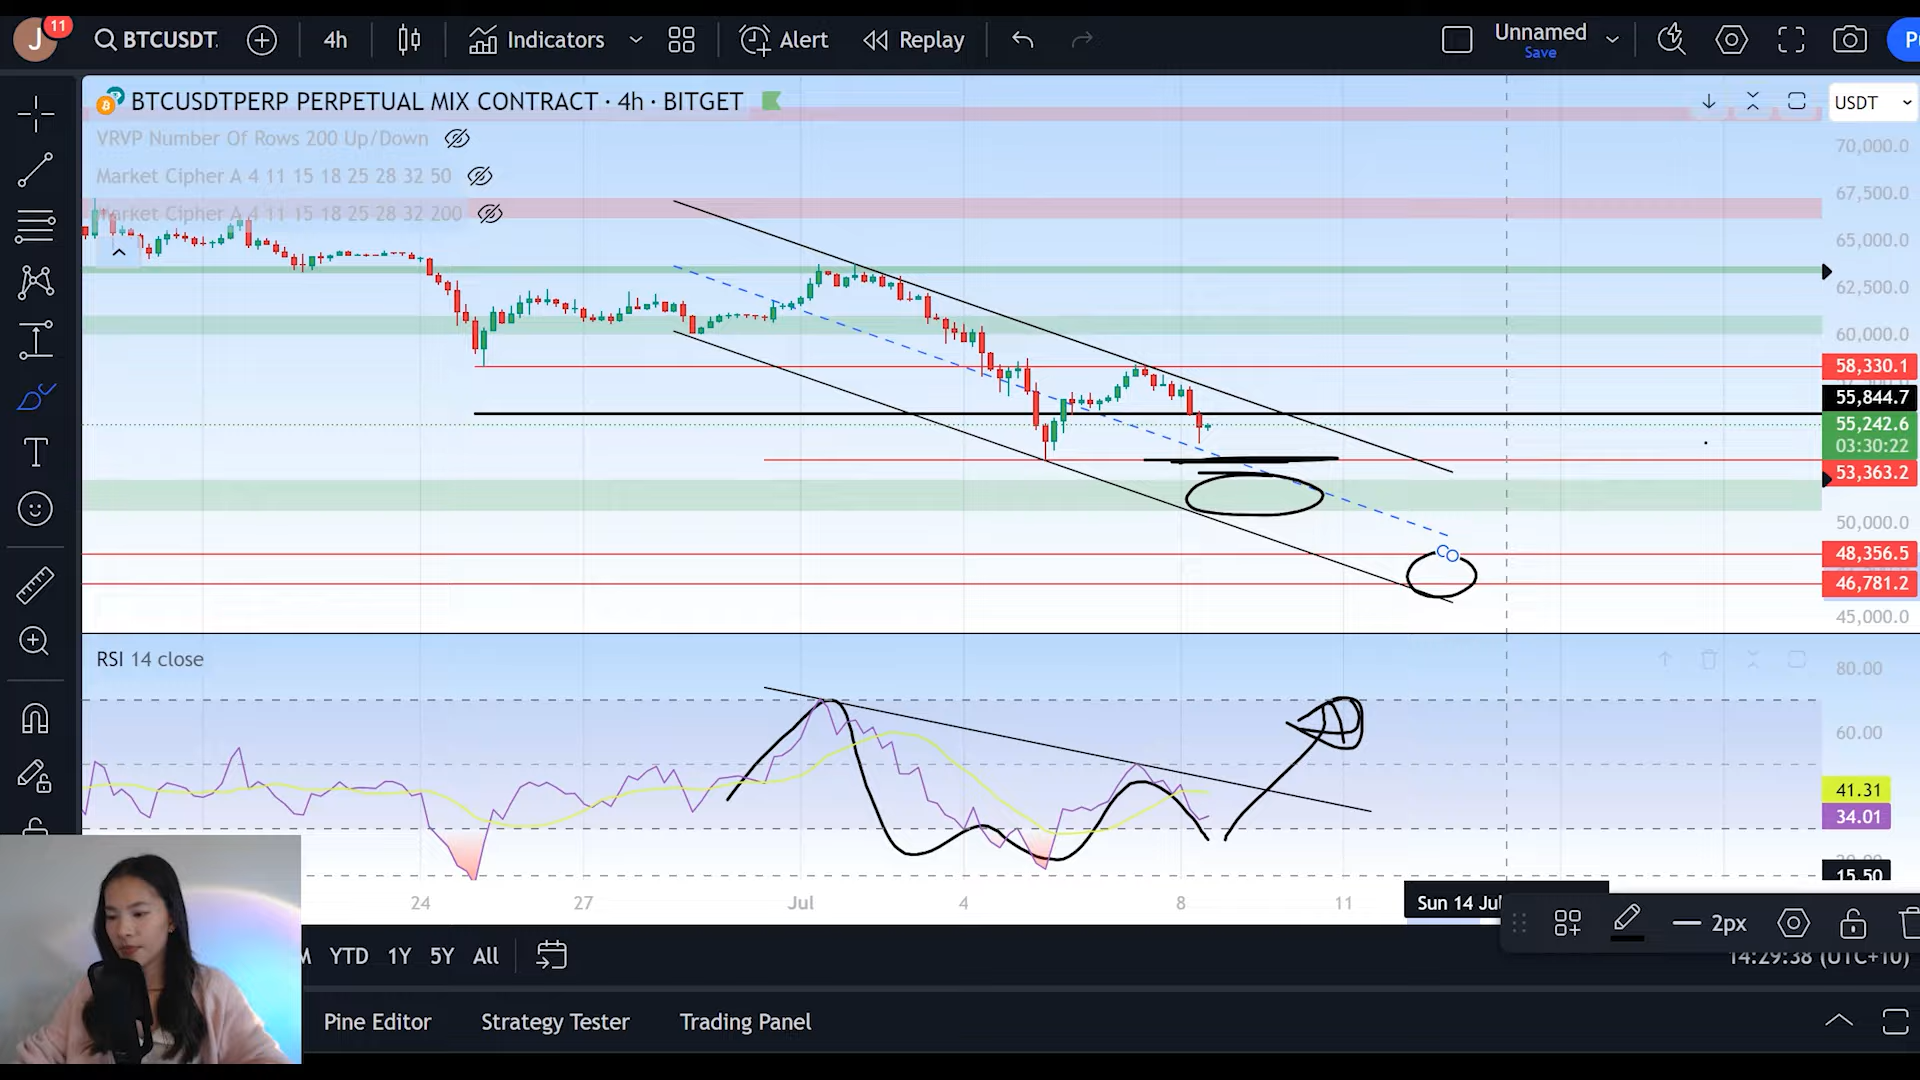 J 11 BTCUSDT 4h Indicators Alert Replay Unnamed
Save
BTCUSDTPERP PERPETUAL MIX CONTRACT · 4h · BITGET
USDT
VRVP Number Of Rows 200 Up/Down
Market Cipher A 4 11 15 18 25 28 32 50
Market Cipher A 4 11 15 18 25 28 32 200
70,000.0
67,500.0
65,000.0
62,500.0
60,000.0
58,330.1
55,844.7
55,242.6
03:30:22
53,363.2
50,000.0
48,356.5
46,781.2
45,000.0
RSI 14 close
80.00
60.00
41.31
34.01
15.50
24 27 Jul 4 8 11 Sun 14 Jul
2px
YTD 1Y 5Y All
14:29:38 (UTC+10)
Pine Editor Strategy Tester Trading Panel